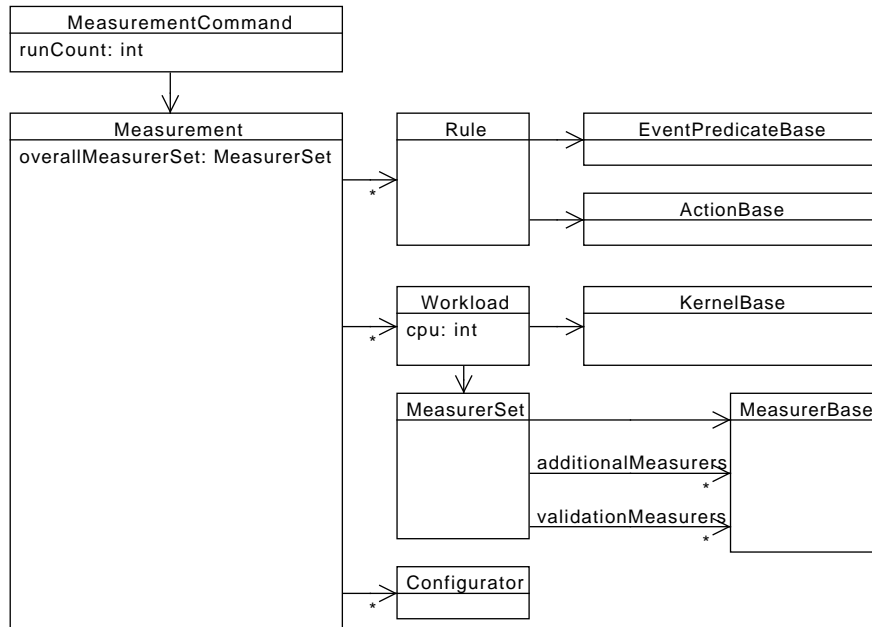 MeasurementCommand
runCount: int
Measurement
overallMeasurerSet: MeasurerSet
*
Rule
EventPredicateBase
ActionBase
*
Workload
cpu: int
KernelBase
MeasurerSet
MeasurerBase
additionalMeasurers
*
validationMeasurers
*
*
Configurator